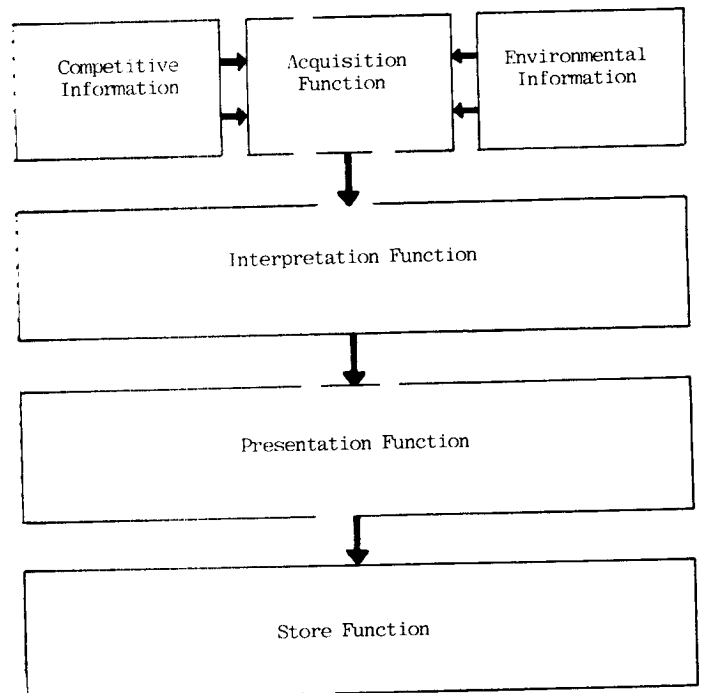 Competitive
Information
Acquisition
Function
Environmental
Information
Interpretation Function
Presentation Function
Store Function